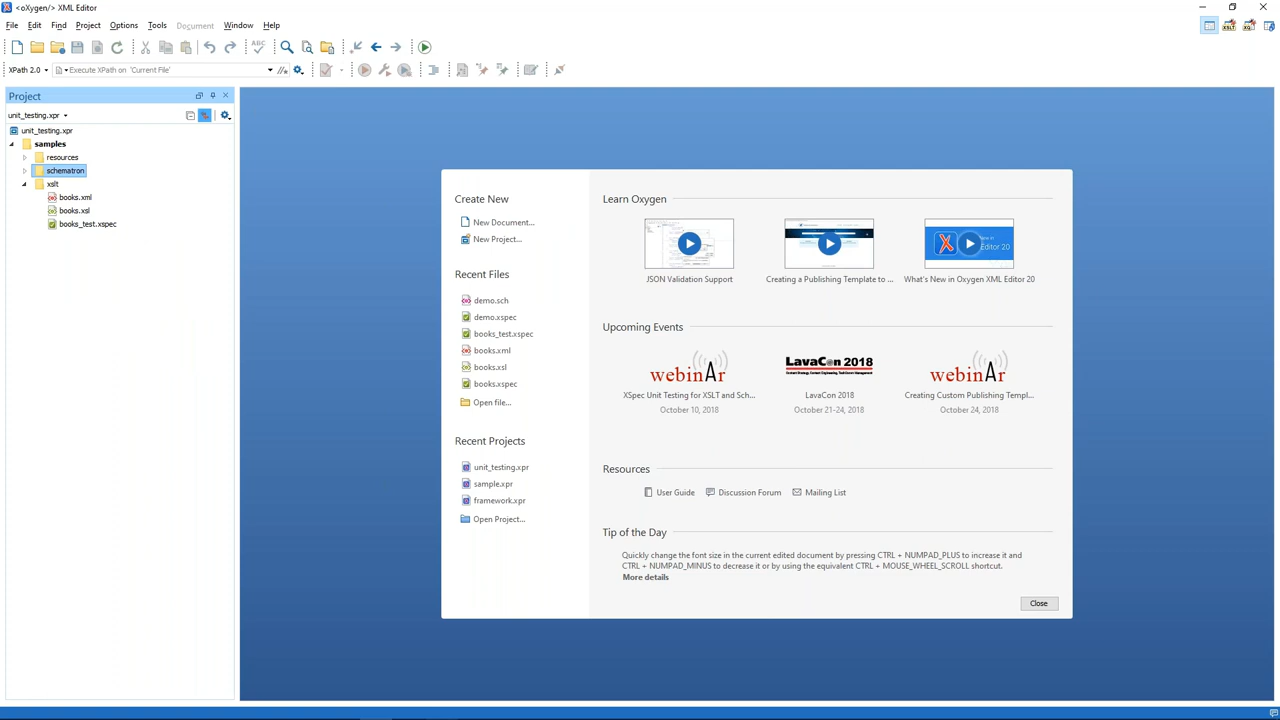 <oXygen/> XML Editor
File Edit Find Project Options Tools Document Window Help
XPath 2.0 Execute XPath on 'Current File'
Project
unit_testing.xpr
unit_testing.xpr
samples
resources
schematron
xslt
books.xml
books.xsl
books_test.xspec
Create New
New Document...
New Project...
Recent Files
demo.sch
demo.xspec
books_test.xspec
books.xml
books.xsl
books.xspec
Open file...
Recent Projects
unit_testing.xpr
sample.xpr
framework.xpr
Open Project...
Learn Oxygen
JSON Validation Support
Creating a Publishing Template to ...
What's New in Oxygen XML Editor 20
Upcoming Events
webinAr
XSpec Unit Testing for XSLT and Sch...
October 10, 2018
LavaCon 2018
LavaCon 2018
October 21-24, 2018
webinAr
Creating Custom Publishing Templ...
October 24, 2018
Resources
User Guide Discussion Forum Mailing List
Tip of the Day
Quickly change the font size in the current edited document by pressing CTRL + NUMPAD_PLUS to increase it and
CTRL + NUMPAD_MINUS to decrease it or by using the equivalent CTRL + MOUSE_WHEEL_SCROLL shortcut.
More details
Close